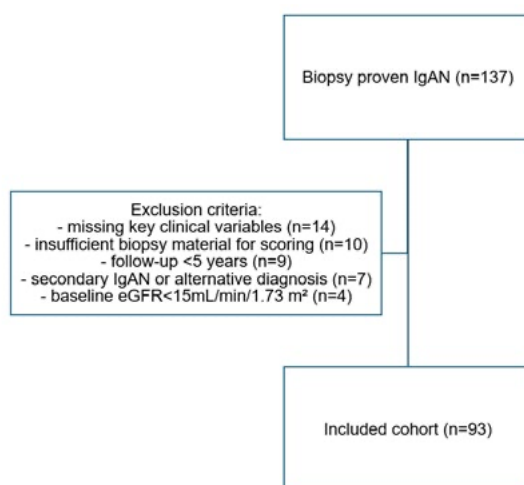 Biopsy proven IgAN (n=137)
Exclusion criteria:
- missing key clinical variables (n=14)
- insufficient biopsy material for scoring (n=10)
- follow-up <5 years (n=9)
- secondary IgAN or alternative diagnosis (n=7)
- baseline eGFR<15mL/min/1.73 m² (n=4)
Included cohort (n=93)